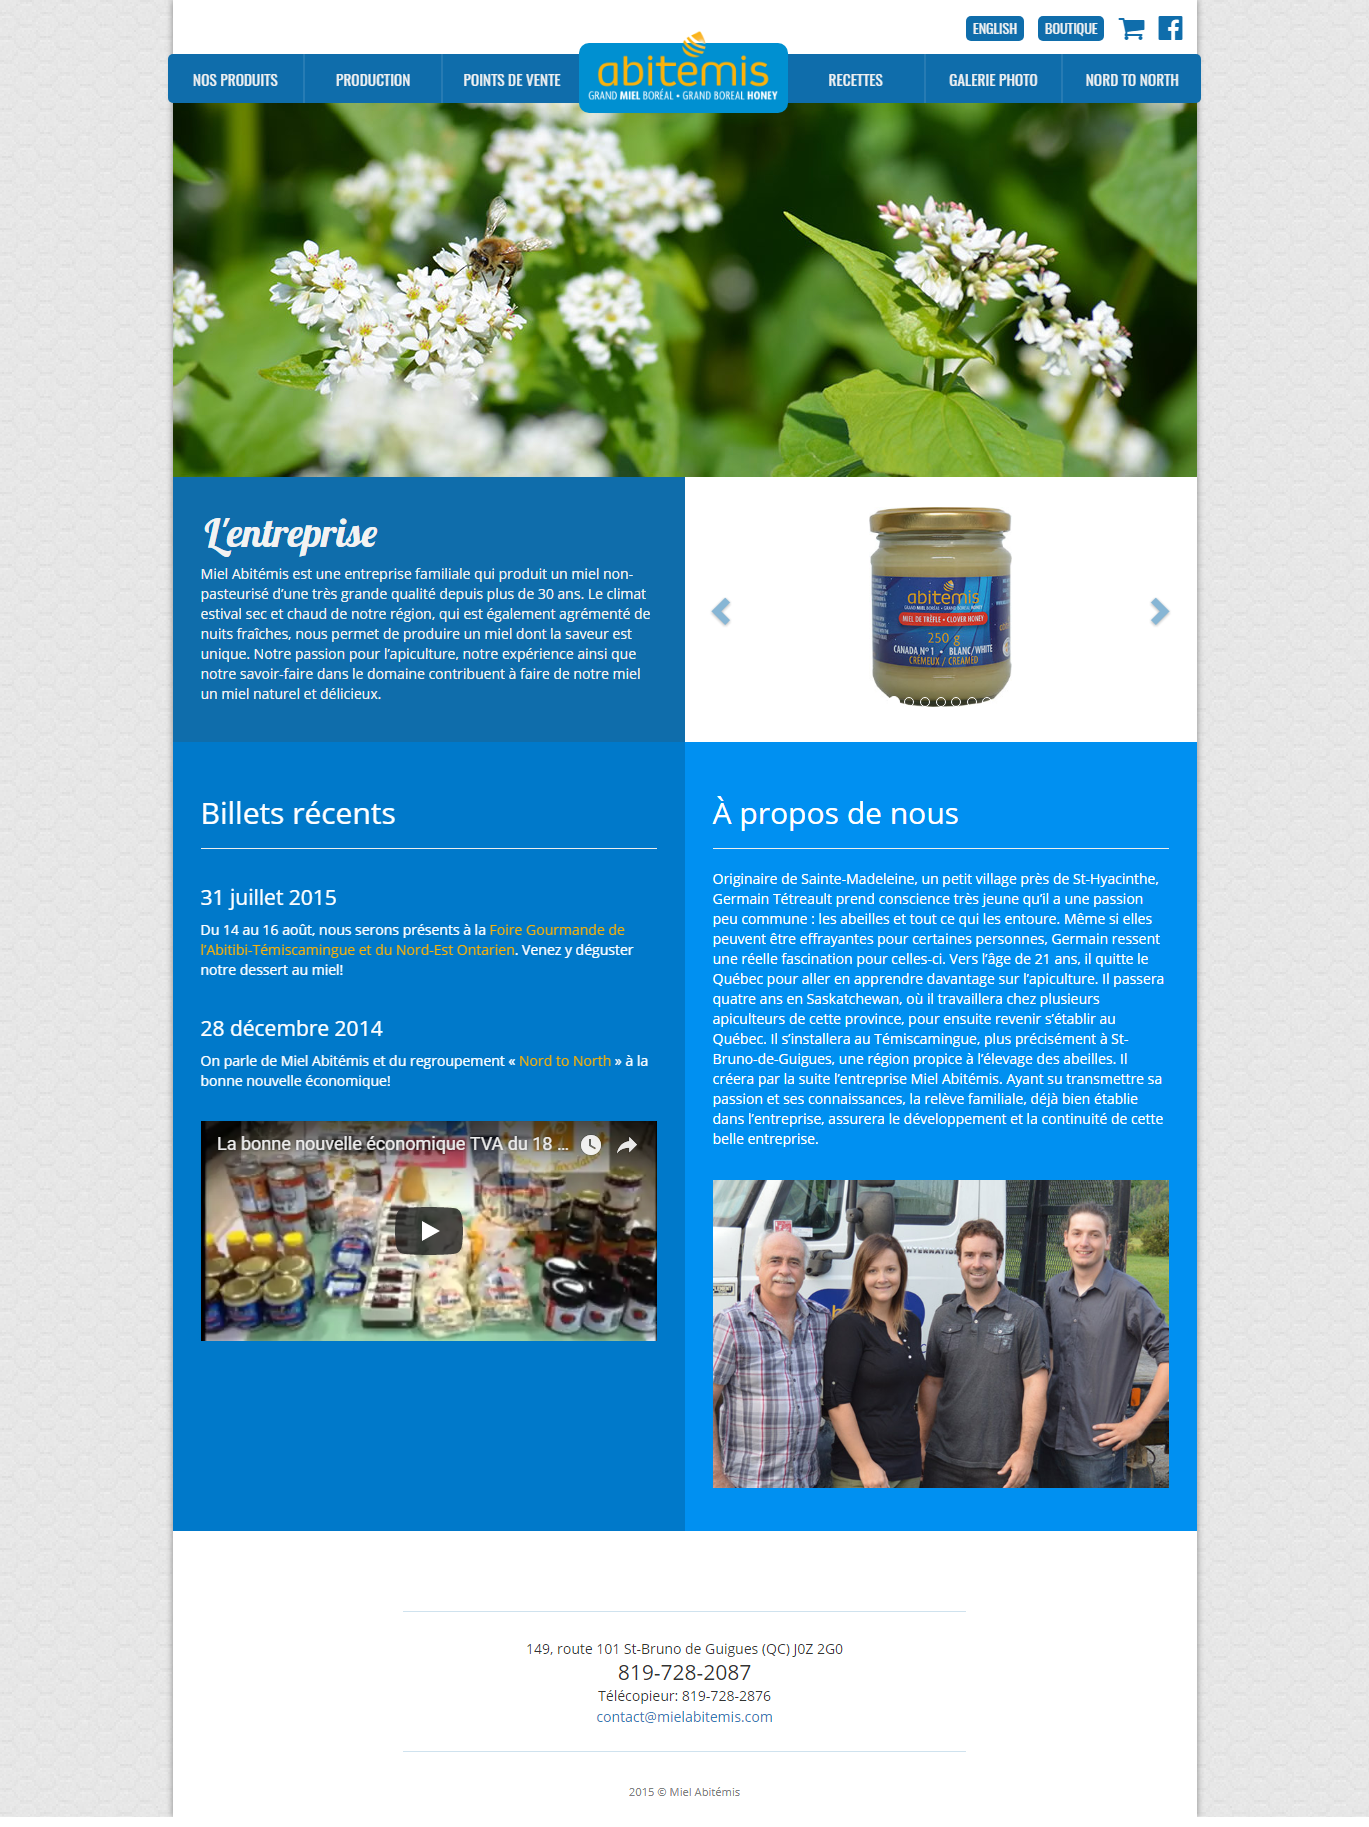 ENGLISH
BOUTIQUE
NOS PRODUITS
PRODUCTION
POINTS DE VENTE
abitémis
GRAND MIEL BORÉAL • GRAND BOREAL HONEY
RECETTES
GALERIE PHOTO
NORD TO NORTH
L'entreprise
Miel Abitémis est une entreprise familiale qui produit un miel non-
pasteurisé d’une très grande qualité depuis plus de 30 ans. Le climat
estival sec et chaud de notre région, qui est également agrémenté de
nuits fraîches, nous permet de produire un miel dont la saveur est
unique. Notre passion pour l’apiculture, notre expérience ainsi que
notre savoir-faire dans le domaine contribuent à faire de notre miel
un miel naturel et délicieux.
abitémis
GRAND MIEL BORÉAL • GRAND BOREAL HONEY
MIEL DE TRÈFLE • CLOVER HONEY
250 g
CANADA Nº 1 • BLANC/WHITE
CRÉMEUX / CREAMED
Billets récents
31 juillet 2015
Du 14 au 16 août, nous serons présents à la Foire Gourmande de
l’Abitibi-Témiscamingue et du Nord-Est Ontarien. Venez y déguster
notre dessert au miel!
28 décembre 2014
On parle de Miel Abitémis et du regroupement « Nord to North » à la
bonne nouvelle économique!
La bonne nouvelle économique TVA du 18 ...
À propos de nous
Originaire de Sainte-Madeleine, un petit village près de St-Hyacinthe,
Germain Tétreault prend conscience très jeune qu’il a une passion
peu commune : les abeilles et tout ce qui les entoure. Même si elles
peuvent être effrayantes pour certaines personnes, Germain ressent
une réelle fascination pour celles-ci. Vers l’âge de 21 ans, il quitte le
Québec pour aller en apprendre davantage sur l’apiculture. Il passera
quatre ans en Saskatchewan, où il travaillera chez plusieurs
apiculteurs de cette province, pour ensuite revenir s’établir au
Québec. Il s’installera au Témiscamingue, plus précisément à St-
Bruno-de-Guigues, une région propice à l’élevage des abeilles. Il
créera par la suite l’entreprise Miel Abitémis. Ayant su transmettre sa
passion et ses connaissances, la relève familiale, déjà bien établie
dans l’entreprise, assurera le développement et la continuité de cette
belle entreprise.
149, route 101 St-Bruno de Guigues (QC) J0Z 2G0
819-728-2087
Télécopieur: 819-728-2876
contact@mielabitemis.com
2015 © Miel Abitémis